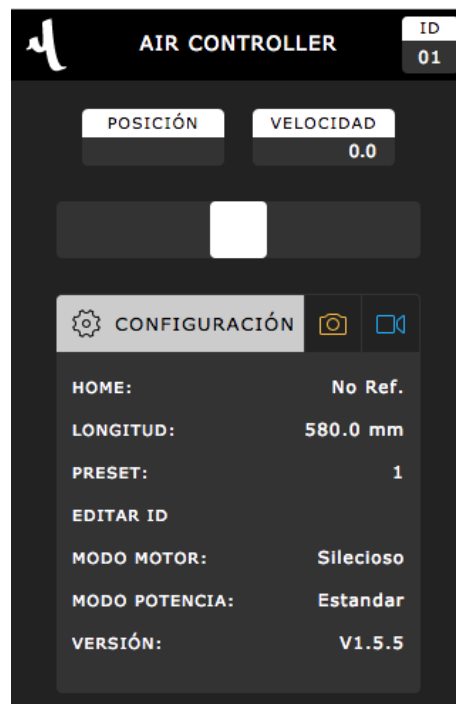 AIR CONTROLLER
ID
01
POSICIÓN
VELOCIDAD
0.0
CONFIGURACIÓN
HOME: No Ref.
LONGITUD: 580.0 mm
PRESET: 1
EDITAR ID
MODO MOTOR: Silecioso
MODO POTENCIA: Estandar
VERSIÓN: V1.5.5